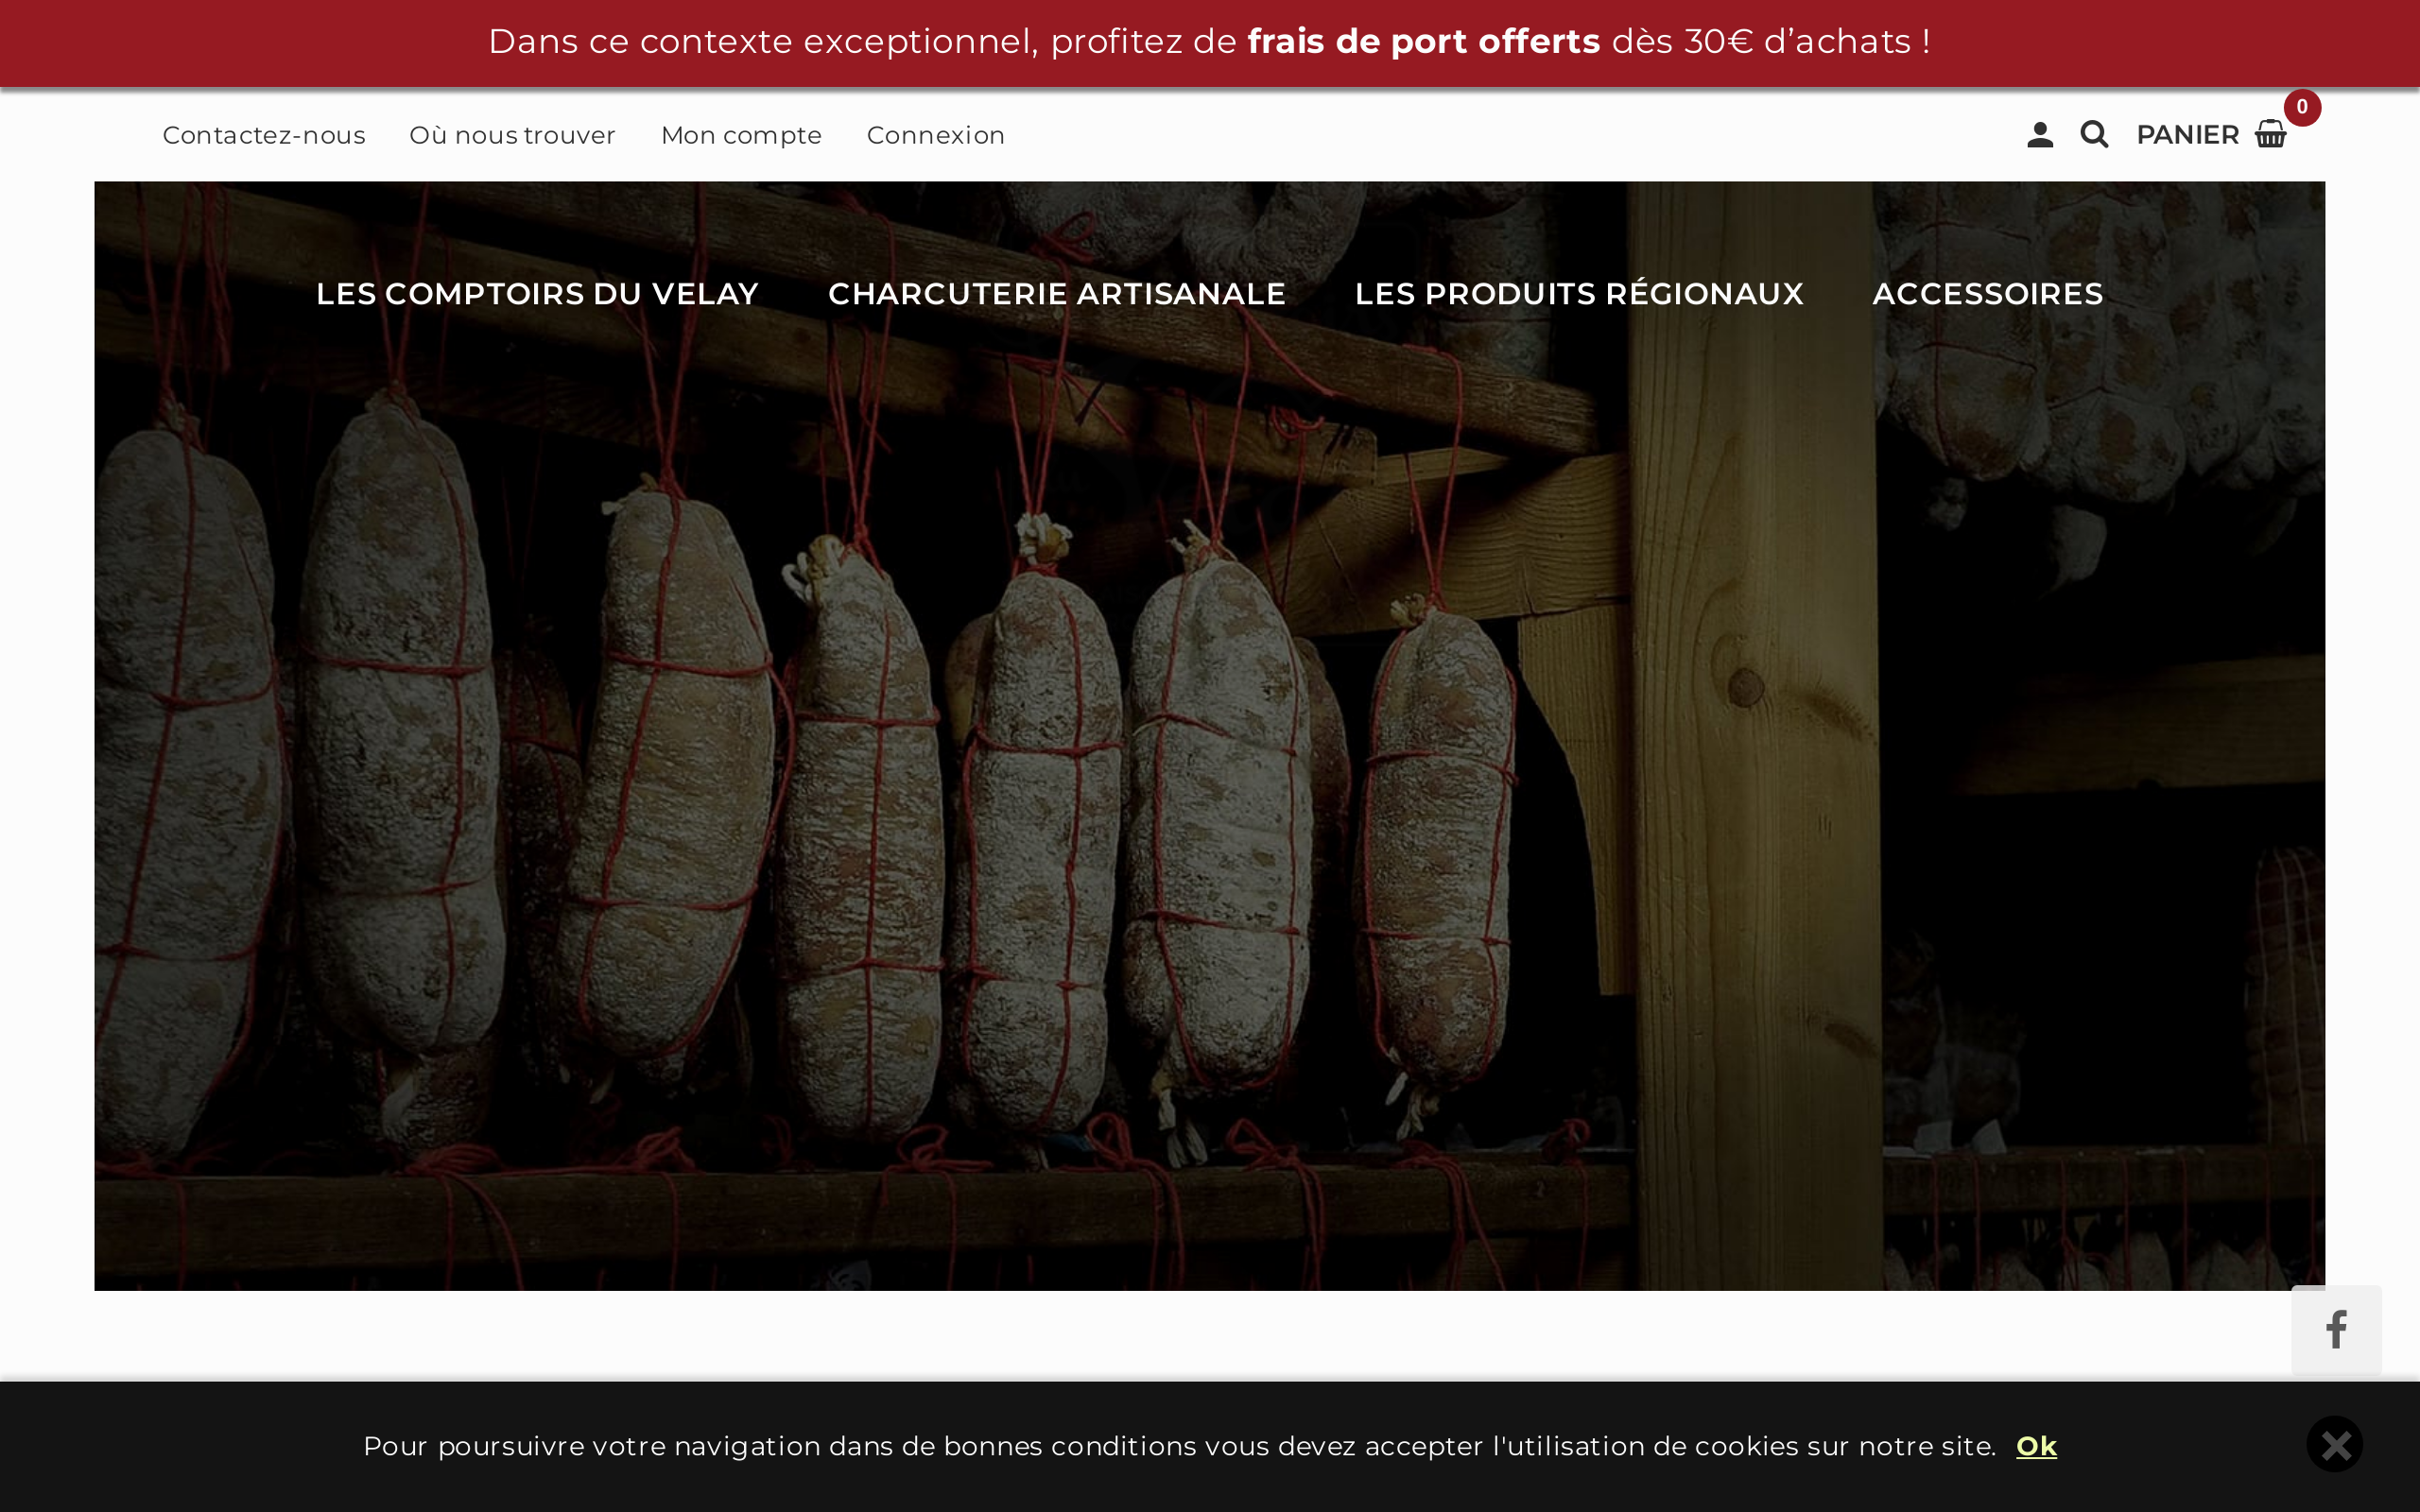 Dans ce contexte exceptionnel, profitez de frais de port offerts dès 30€ d’achats !
Contactez-nous Où nous trouver Mon compte Connexion PANIER 0
LES COMPTOIRS DU VELAY CHARCUTERIE ARTISANALE LES PRODUITS RÉGIONAUX ACCESSOIRES
Pour poursuivre votre navigation dans de bonnes conditions vous devez accepter l'utilisation de cookies sur notre site. Ok